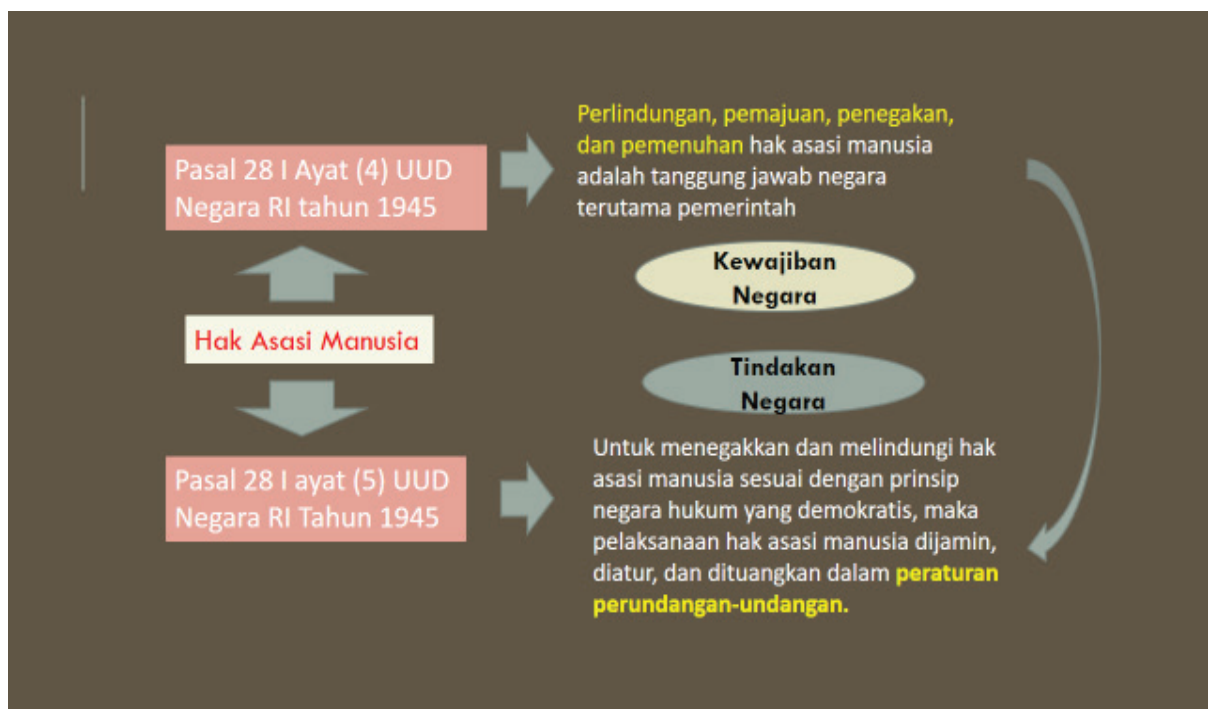 Pasal 28 I Ayat (4) UUD
Negara RI tahun 1945
Perlindungan, pemajuan, penegakan,
dan pemenuhan hak asasi manusia
adalah tanggung jawab negara
terutama pemerintah
Kewajiban
Negara
Hak Asasi Manusia
Tindakan
Negara
Pasal 28 I ayat (5) UUD
Negara RI Tahun 1945
Untuk menegakkan dan melindungi hak
asasi manusia sesuai dengan prinsip
negara hukum yang demokratis, maka
pelaksanaan hak asasi manusia dijamin,
diatur, dan dituangkan dalam peraturan
perundangan-undangan.